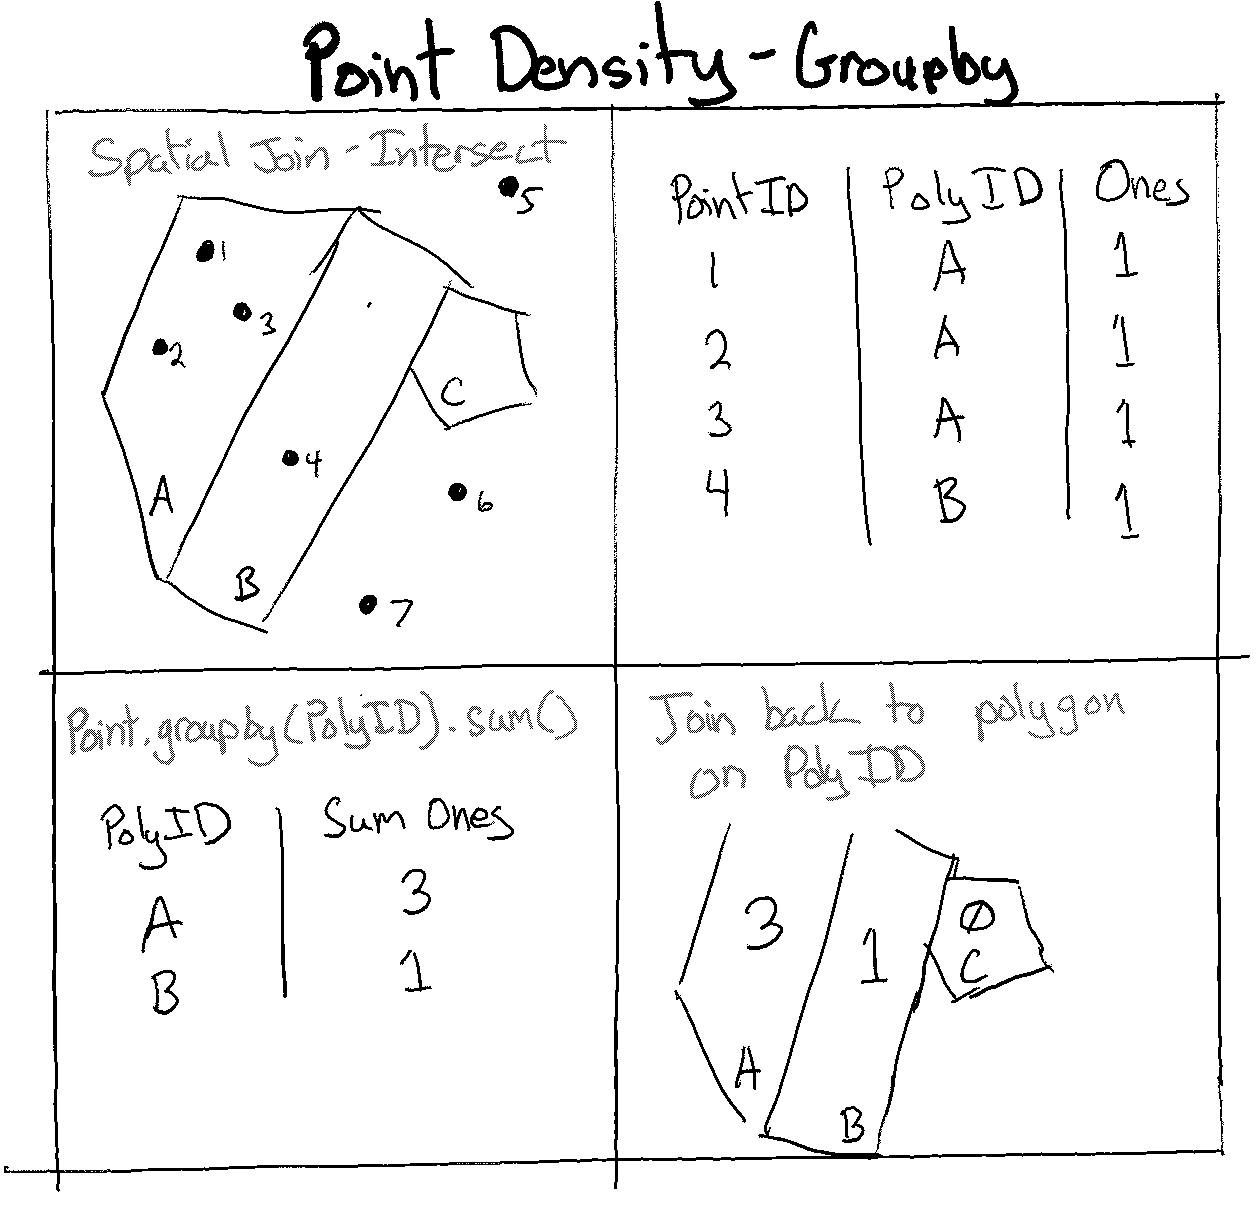 Point Density - Groupby
Spatial Join - Intersect
5
1
3
2
C
4
A
6
B
7
PointID PolyID Ones
1 A 1
2 A 1
3 A 1
4 B 1
Point.groupby(PolyID).sum()
PolyID Sum Ones
A 3
B 1
Join back to polygon
on PolyID
3
1
0
C
A
B